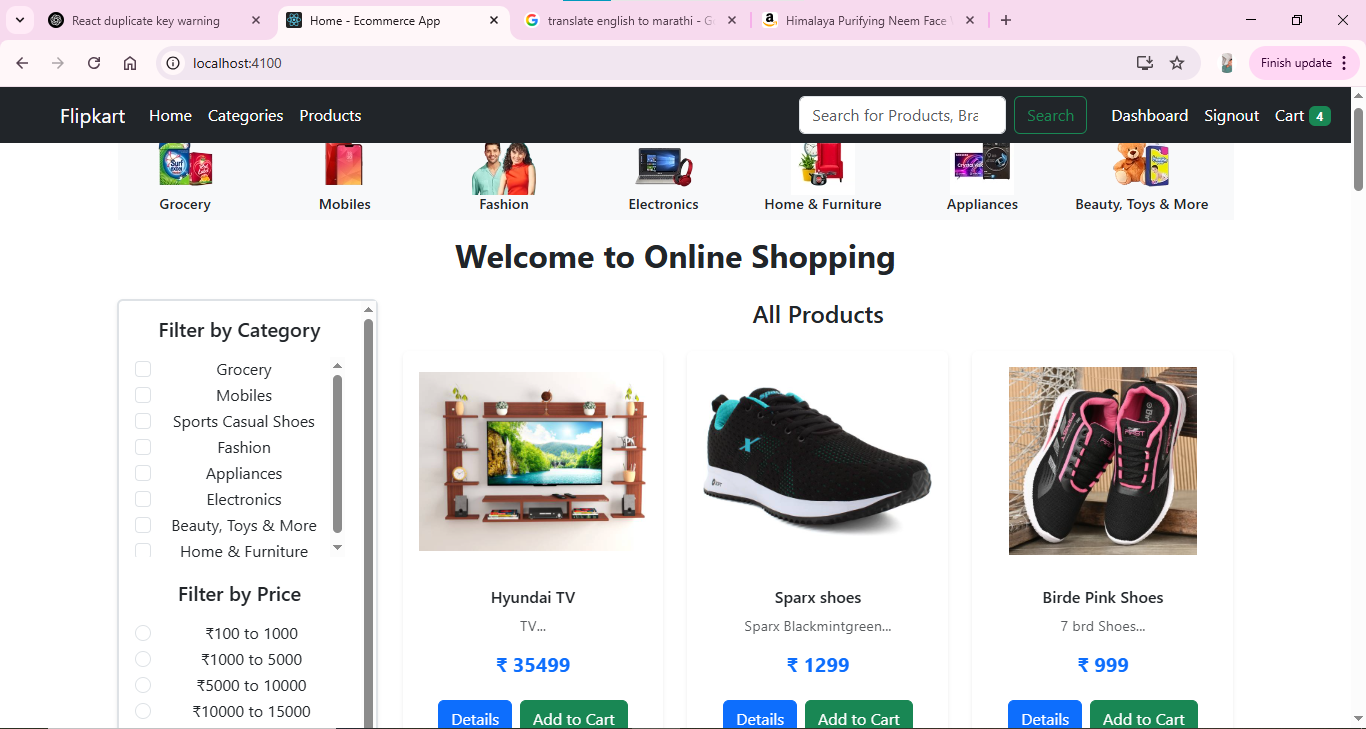 React duplicate key warning
Home - Ecommerce App
translate english to marathi - G
Himalaya Purifying Neem Face
localhost:4100
Finish update
Flipkart Home Categories Products Search for Products, Bra Search Dashboard Signout Cart 4
Grocery Mobiles Fashion Electronics Home & Furniture Appliances Beauty, Toys & More
Welcome to Online Shopping
Filter by Category
Grocery
Mobiles
Sports Casual Shoes
Fashion
Appliances
Electronics
Beauty, Toys & More
Home & Furniture
Filter by Price
₹100 to 1000
₹1000 to 5000
₹5000 to 10000
₹10000 to 15000
All Products
Hyundai TV
TV...
₹ 35499
Details Add to Cart
Sparx shoes
Sparx Blackmintgreen...
₹ 1299
Details Add to Cart
Birde Pink Shoes
7 brd Shoes...
₹ 999
Details Add to Cart